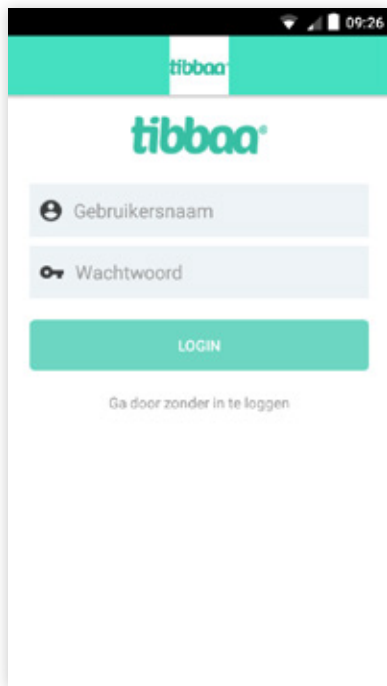 09:26
tibbaa
tibbaa®
Gebruikersnaam
Wachtwoord
LOGIN
Ga door zonder in te loggen